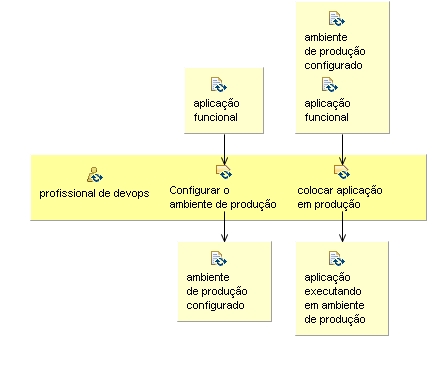 ambiente
de produção
configurado
aplicação
funcional
aplicação
funcional
profissional de devops
Configurar o
ambiente de produção
colocar aplicação
em produção
ambiente
de produção
configurado
aplicação
executando
em ambiente
de produção